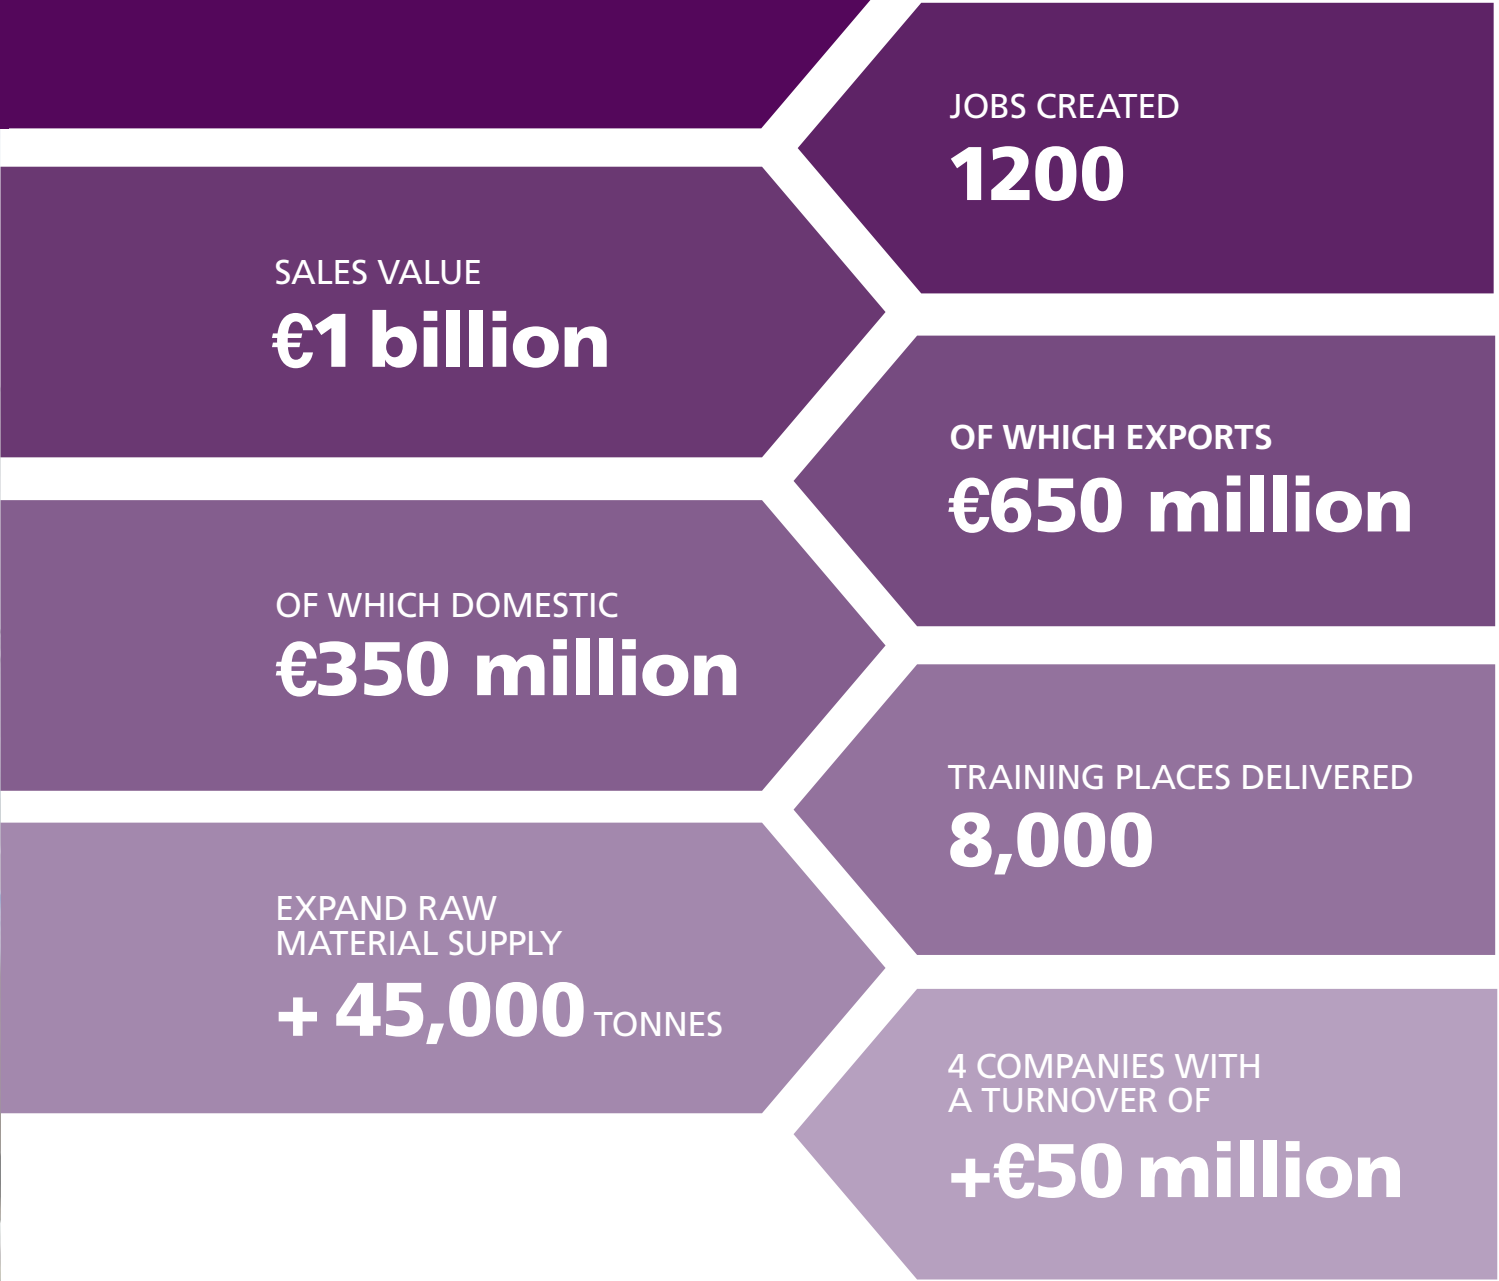 JOBS CREATED
1200
SALES VALUE
€1 billion
OF WHICH EXPORTS
€650 million
OF WHICH DOMESTIC
€350 million
TRAINING PLACES DELIVERED
8,000
EXPAND RAW
MATERIAL SUPPLY
+ 45,000 TONNES
4 COMPANIES WITH
A TURNOVER OF
+€50 million